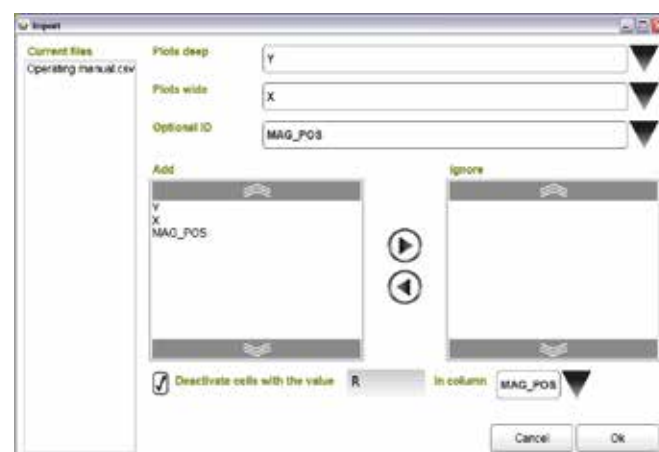 Import
Current files
Operating manual.csv
Plots deep
Y
Plots wide
X
Optional ID
MAG_POS
Add
Ignore
Y
X
MAG_POS
Deactivate cells with the value R in column MAG_POS
Cancel
Ok